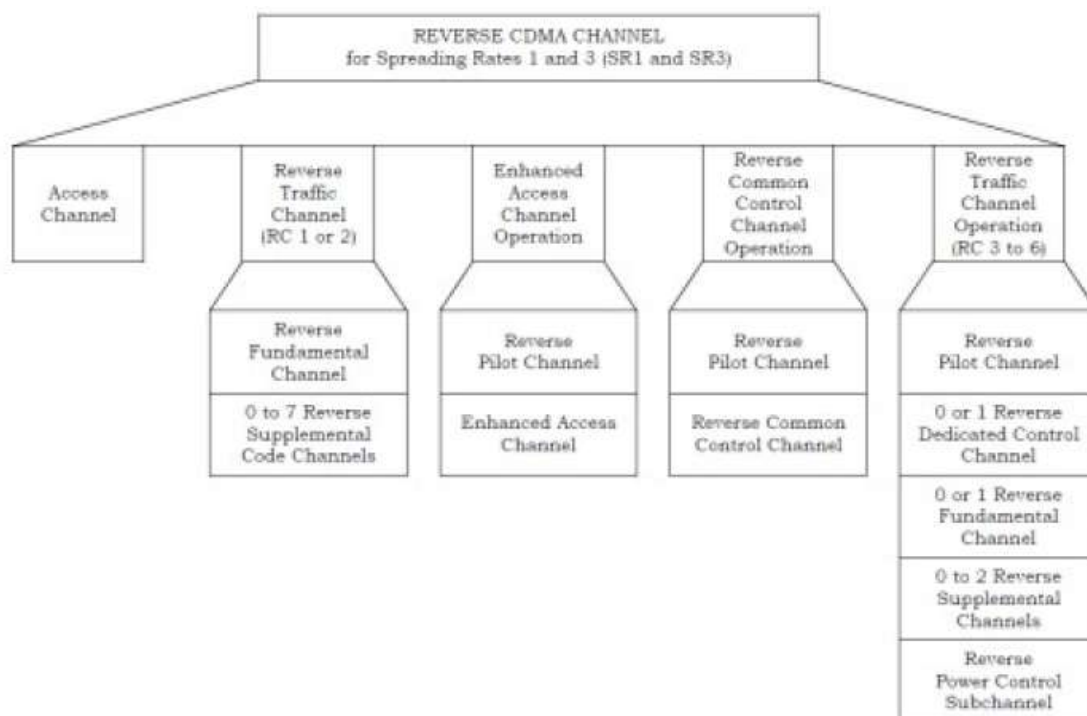 REVERSE CDMA CHANNEL
for Spreading Rates 1 and 3 (SR1 and SR3)
Access
Channel
Reverse
Traffic
Channel
(RC 1 or 2)
Enhanced
Access
Channel
Operation
Reverse
Common
Control
Channel
Operation
Reverse
Traffic
Channel
Operation
(RC 3 to 6)
Reverse
Fundamental
Channel
0 to 7 Reverse
Supplemental
Code Channels
Reverse
Pilot Channel
Enhanced Access
Channel
Reverse
Pilot Channel
Reverse Common
Control Channel
Reverse
Pilot Channel
0 or 1 Reverse
Dedicated Control
Channel
0 or 1 Reverse
Fundamental
Channel
0 to 2 Reverse
Supplemental
Channels
Reverse
Power Control
Subchannel